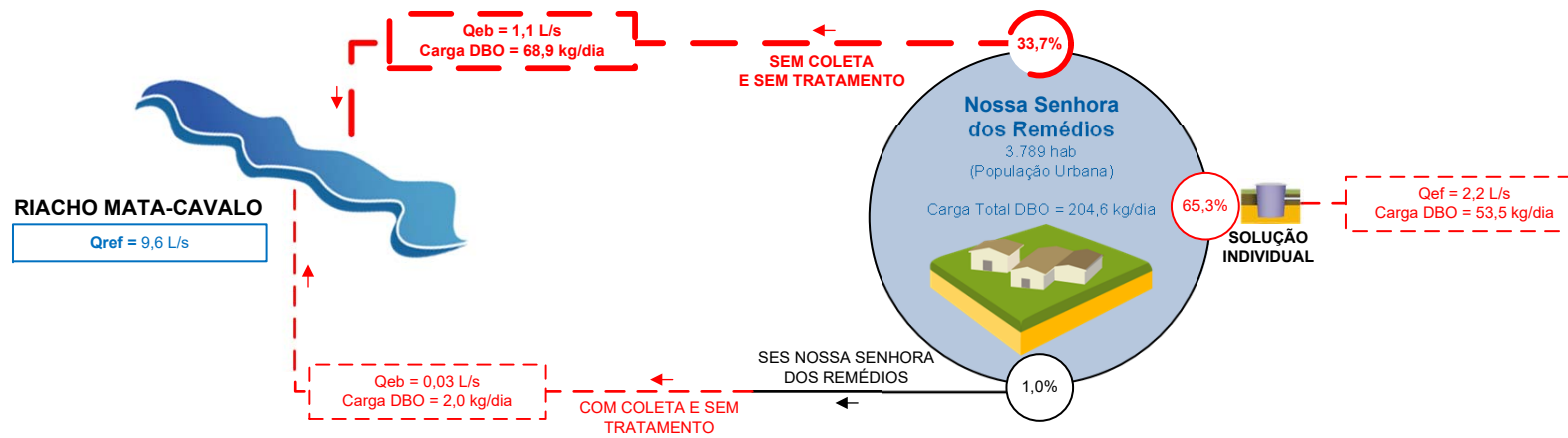 Qeb = 1,1 L/s
Carga DBO = 68,9 kg/dia
33,7%
SEM COLETA
E SEM TRATAMENTO
Nossa Senhora
dos Remédios
3.789 hab
(População Urbana)
Carga Total DBO = 204,6 kg/dia
65,3%
Qef = 2,2 L/s
Carga DBO = 53,5 kg/dia
SOLUÇÃO
INDIVIDUAL
RIACHO MATA-CAVALO
Qref = 9,6 L/s
SES NOSSA SENHORA
DOS REMÉDIOS
1,0%
Qeb = 0,03 L/s
Carga DBO = 2,0 kg/dia
COM COLETA E SEM
TRATAMENTO